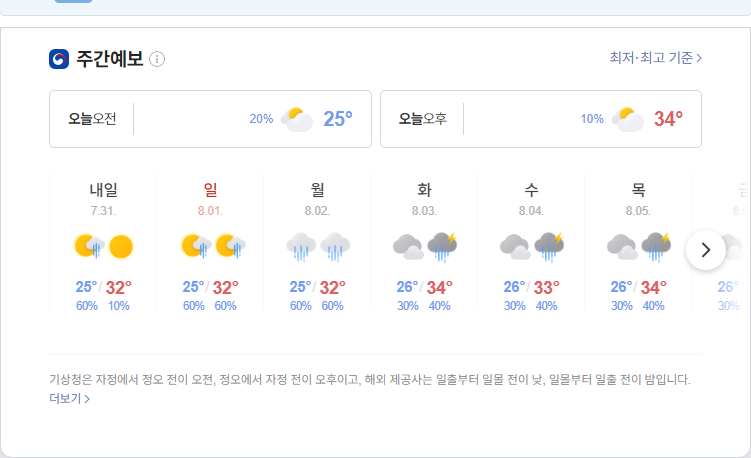 주간예보
최저·최고 기준 >
오늘오전 20% 25°
오늘오후 10% 34°
내일 일 월 화 수 목
7.31. 8.01. 8.02. 8.03. 8.04. 8.05.
25°/32° 25°/32° 25°/32° 26°/34° 26°/33° 26°/34° 26°
60% 10% 60% 60% 60% 60% 30% 40% 30% 40% 30% 40% 30%
기상청은 자정에서 정오 전이 오전, 정오에서 자정 전이 오후이고, 해외 제공사는 일출부터 일몰 전이 낮, 일몰부터 일출 전이 밤입니다.
더보기 >